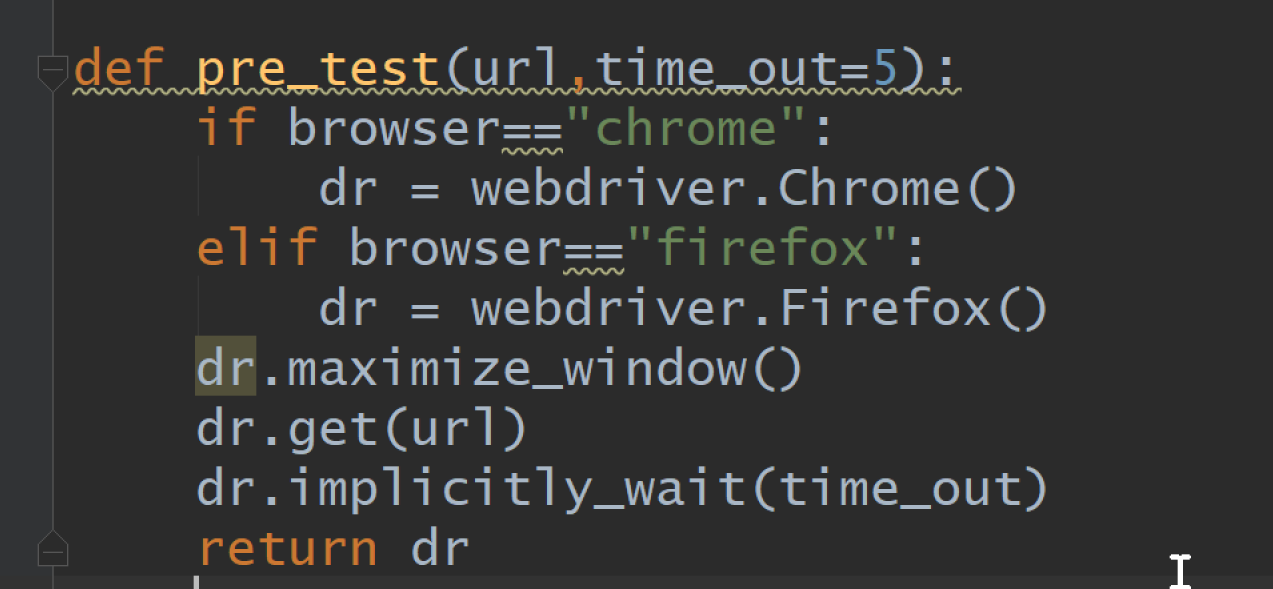 def pre_test(url,time_out=5):
    if browser=="chrome":
        dr = webdriver.Chrome()
    elif browser=="firefox":
        dr = webdriver.Firefox()
    dr.maximize_window()
    dr.get(url)
    dr.implicitly_wait(time_out)
    return dr